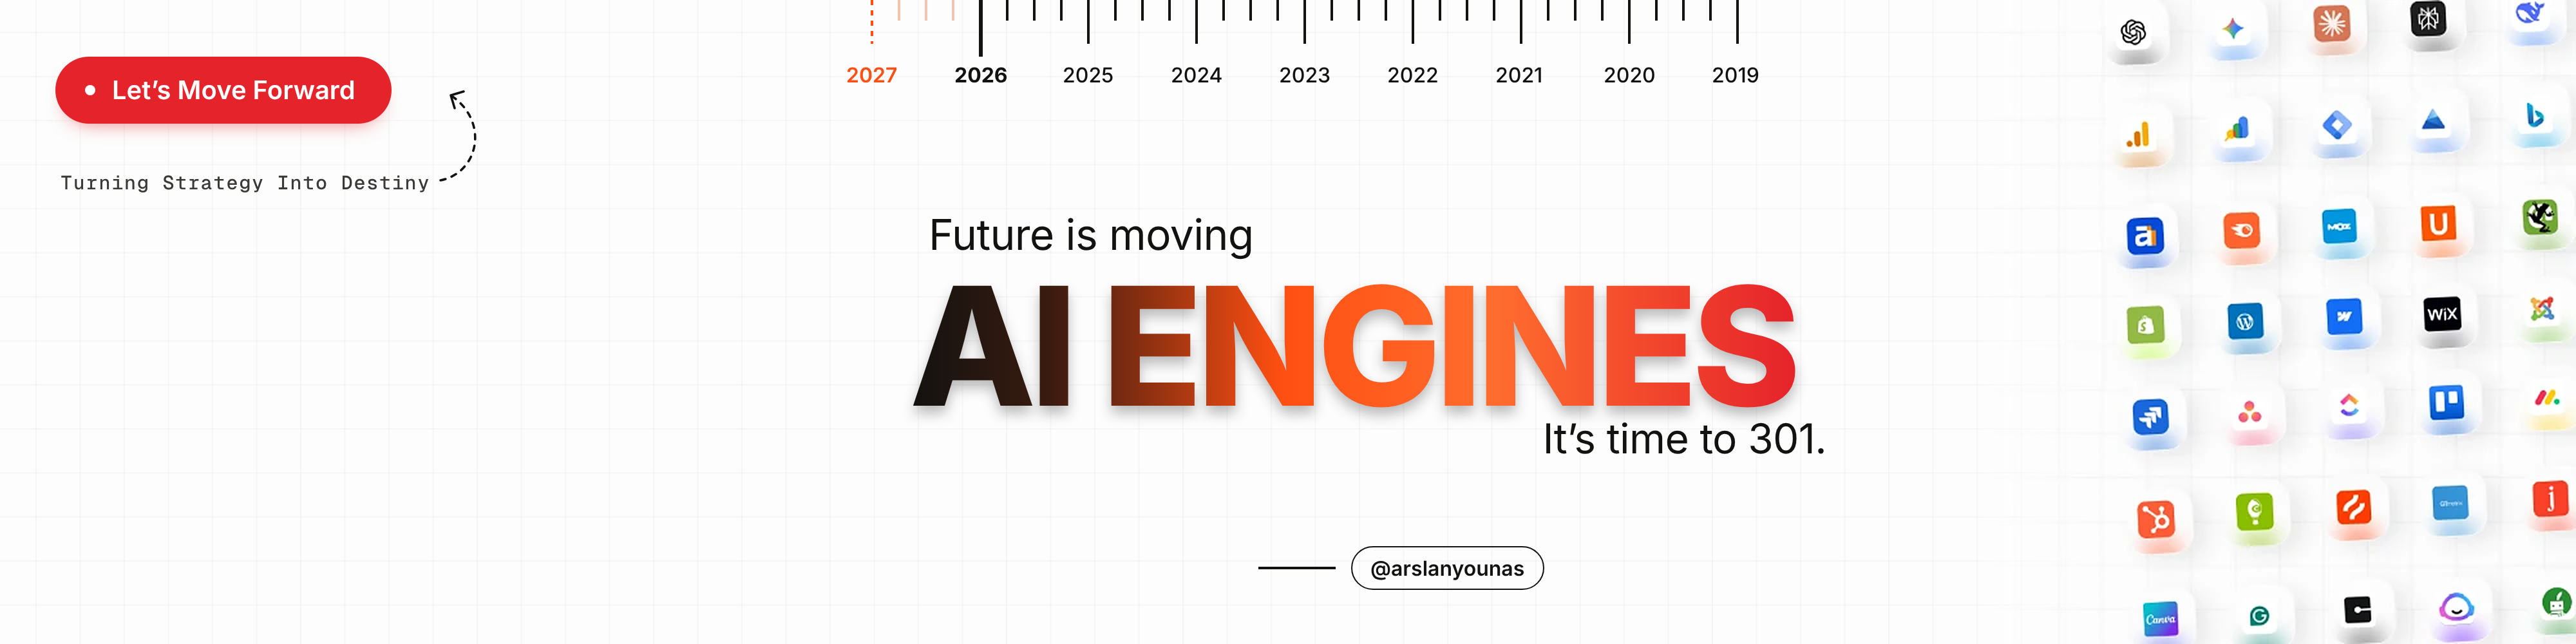 2027 2026 2025 2024 2023 2022 2021 2020 2019
Let's Move Forward
Turning Strategy Into Destiny
Future is moving
AI ENGINES
It's time to 301.
@arslanyounas
MOZ
U
WiX
j
Canva